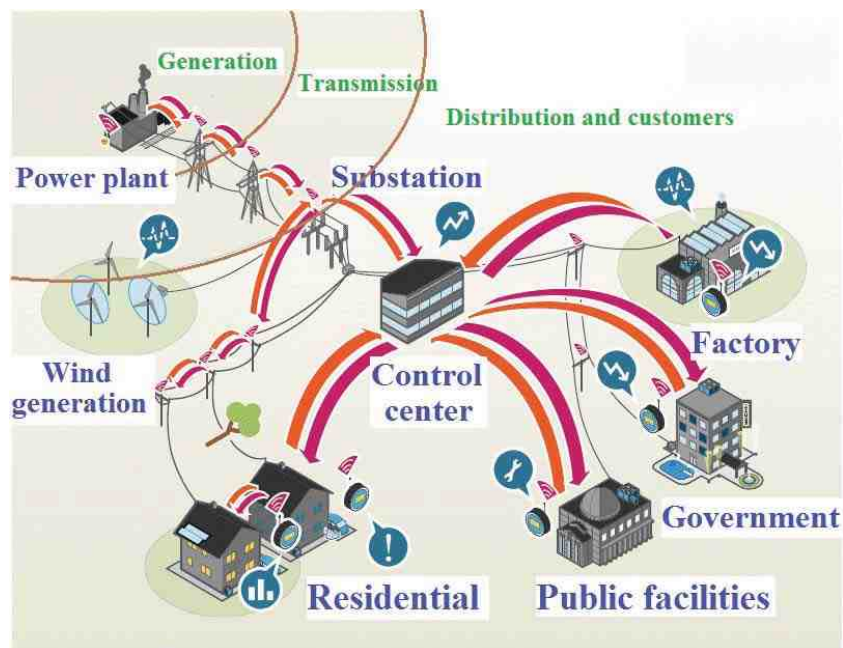 Generation
Transmission
Distribution and customers
Power plant
Substation
Wind
generation
Control
center
Factory
Government
Residential
Public facilities